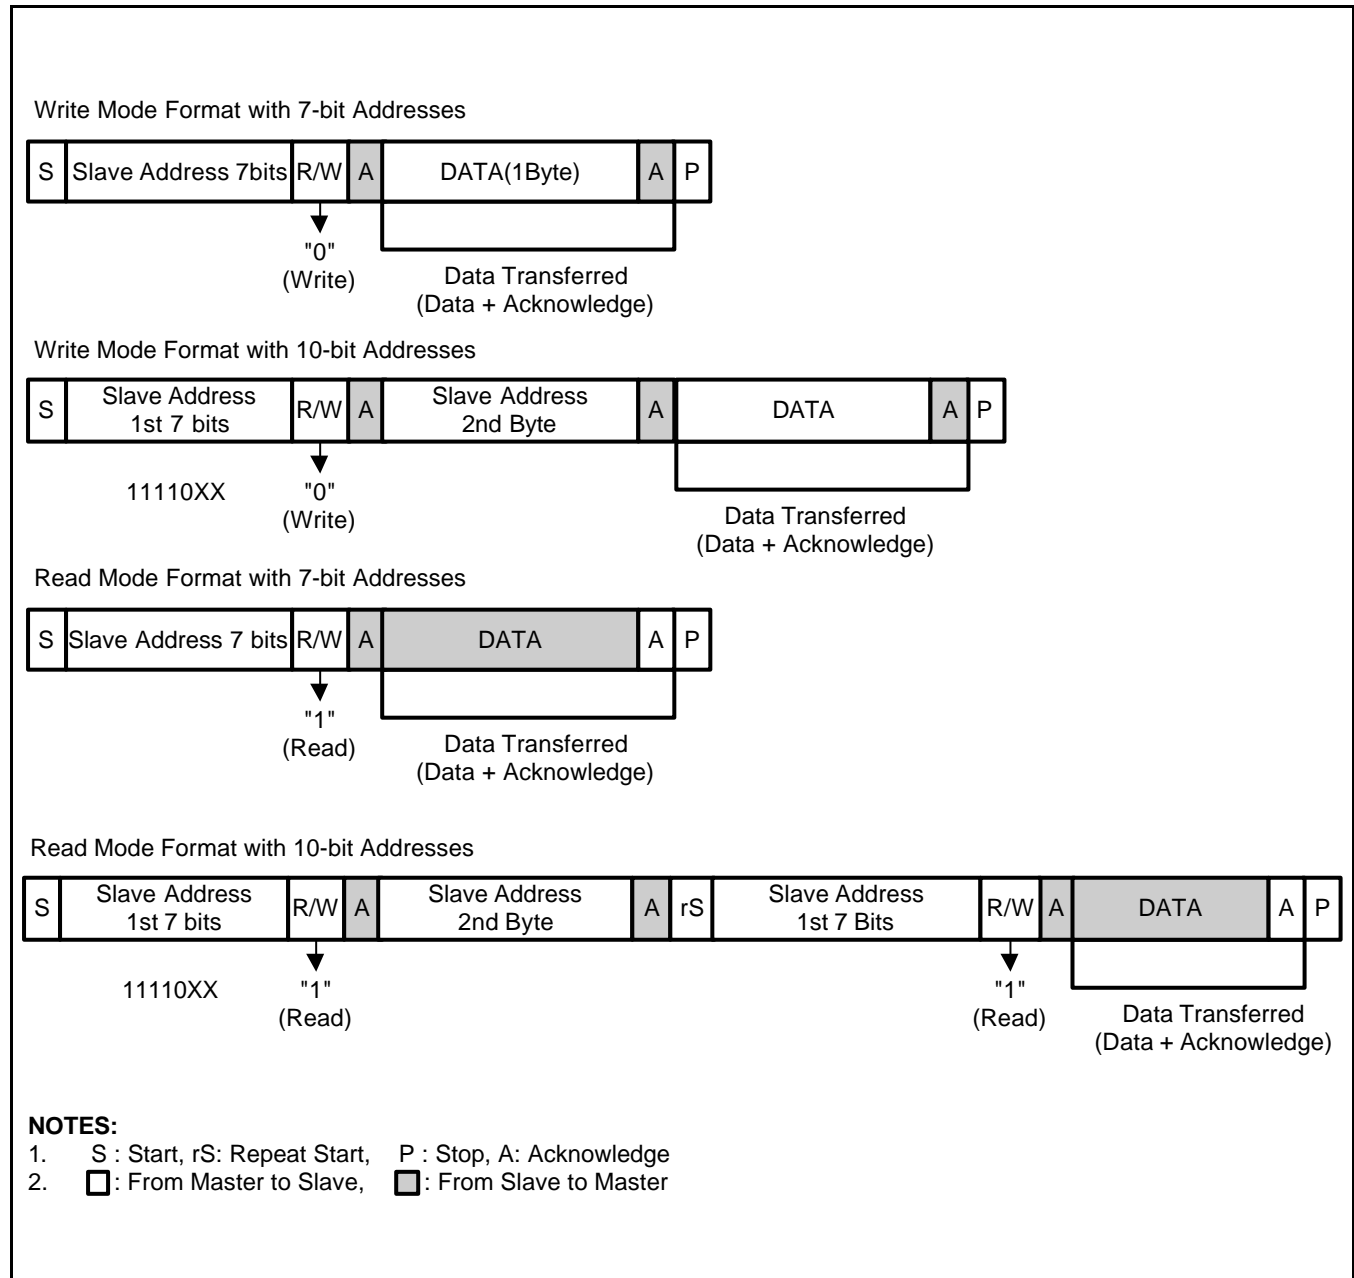 Write Mode Format with 7-bit Addresses
S Slave Address 7bits R/W A DATA(1Byte) A P
"0"
(Write)
Data Transferred
(Data + Acknowledge)
Write Mode Format with 10-bit Addresses
S Slave Address
1st 7 bits R/W A Slave Address
2nd Byte A DATA A P
11110XX "0"
(Write)
Data Transferred
(Data + Acknowledge)
Read Mode Format with 7-bit Addresses
S Slave Address 7 bits R/W A DATA A P
"1"
(Read)
Data Transferred
(Data + Acknowledge)
Read Mode Format with 10-bit Addresses
S Slave Address
1st 7 bits R/W A Slave Address
2nd Byte A rS Slave Address
1st 7 Bits R/W A DATA A P
11110XX "1"
(Read)
"1"
(Read)
Data Transferred
(Data + Acknowledge)
NOTES:
1. S : Start, rS: Repeat Start, P : Stop, A: Acknowledge
2. : From Master to Slave, : From Slave to Master